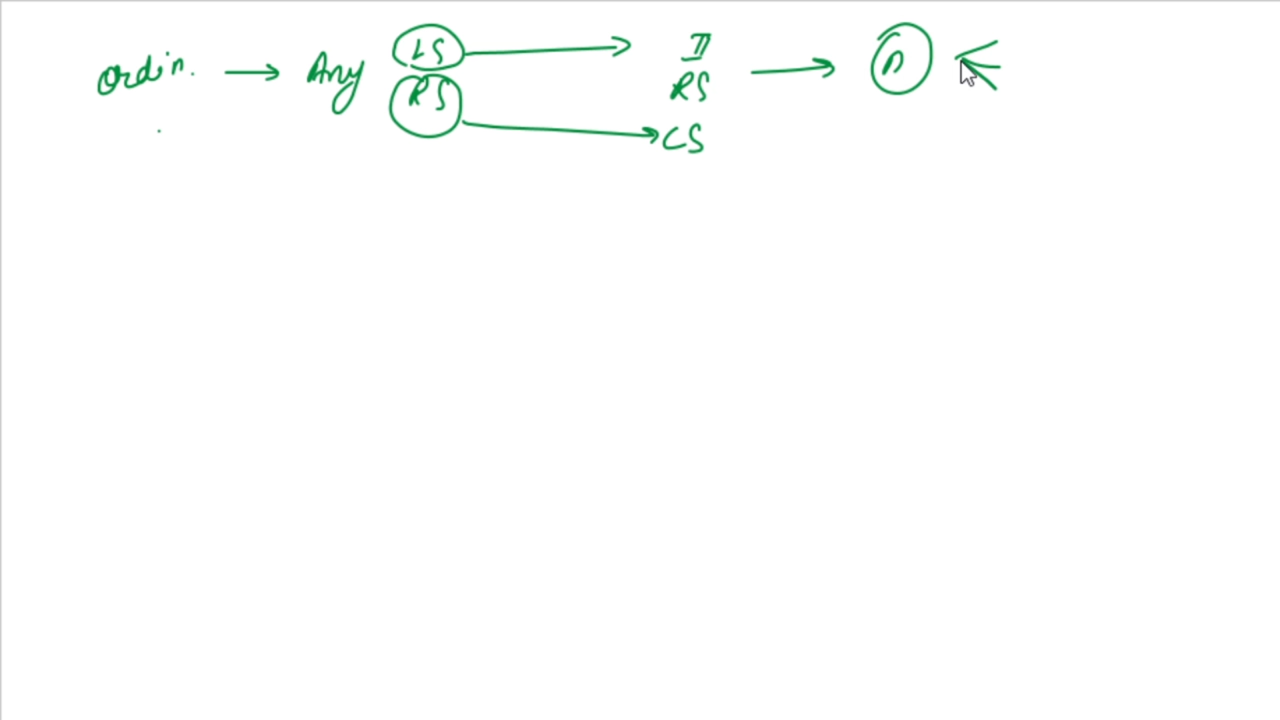 Ordin. → Any LS → II → n
RS RS
→ CS